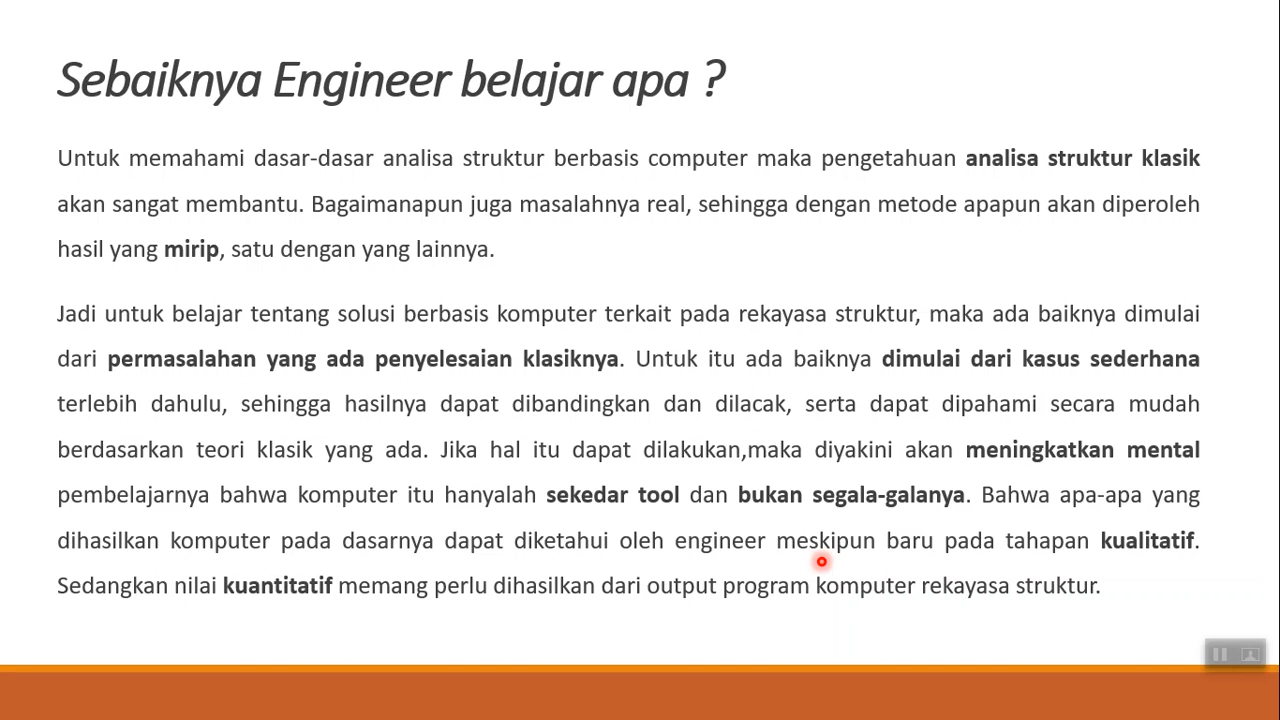 Sebaiknya Engineer belajar apa ?
Untuk memahami dasar-dasar analisa struktur berbasis computer maka pengetahuan analisa struktur klasik
akan sangat membantu. Bagaimanapun juga masalahnya real, sehingga dengan metode apapun akan diperoleh
hasil yang mirip, satu dengan yang lainnya.
Jadi untuk belajar tentang solusi berbasis komputer terkait pada rekayasa struktur, maka ada baiknya dimulai
dari permasalahan yang ada penyelesaian klasiknya. Untuk itu ada baiknya dimulai dari kasus sederhana
terlebih dahulu, sehingga hasilnya dapat dibandingkan dan dilacak, serta dapat dipahami secara mudah
berdasarkan teori klasik yang ada. Jika hal itu dapat dilakukan,maka diyakini akan meningkatkan mental
pembelajarnya bahwa komputer itu hanyalah sekedar tool dan bukan segala-galanya. Bahwa apa-apa yang
dihasilkan komputer pada dasarnya dapat diketahui oleh engineer meskipun baru pada tahapan kualitatif.
Sedangkan nilai kuantitatif memang perlu dihasilkan dari output program komputer rekayasa struktur.